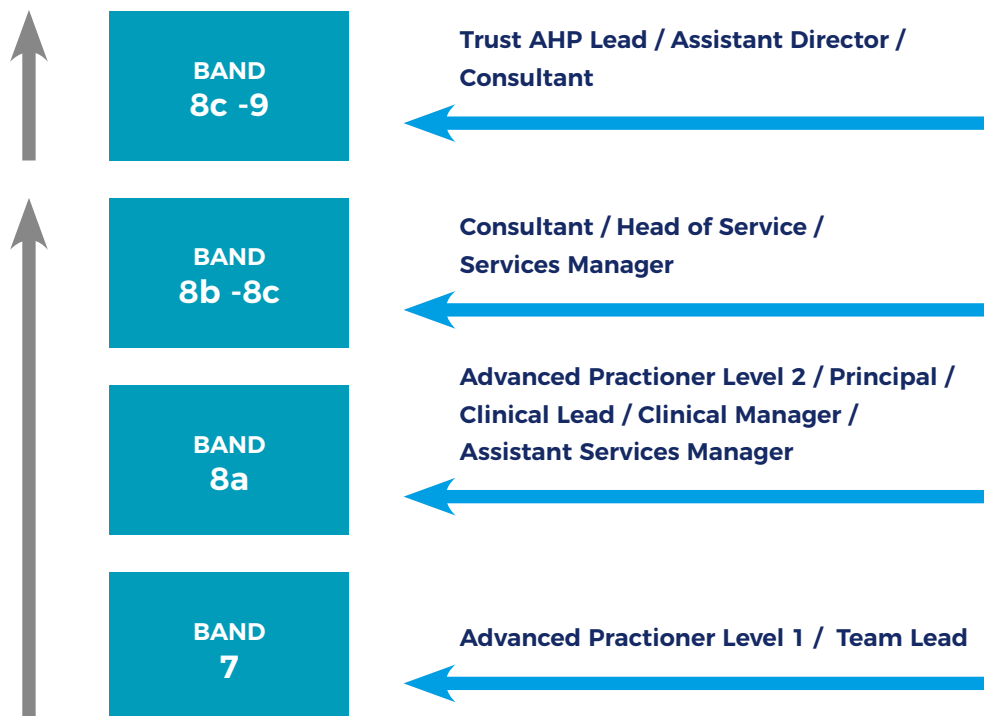 BAND
8c -9
Trust AHP Lead / Assistant Director /
Consultant
BAND
8b -8c
Consultant / Head of Service /
Services Manager
BAND
8a
Advanced Practioner Level 2 / Principal /
Clinical Lead / Clinical Manager /
Assistant Services Manager
BAND
7
Advanced Practioner Level 1 / Team Lead